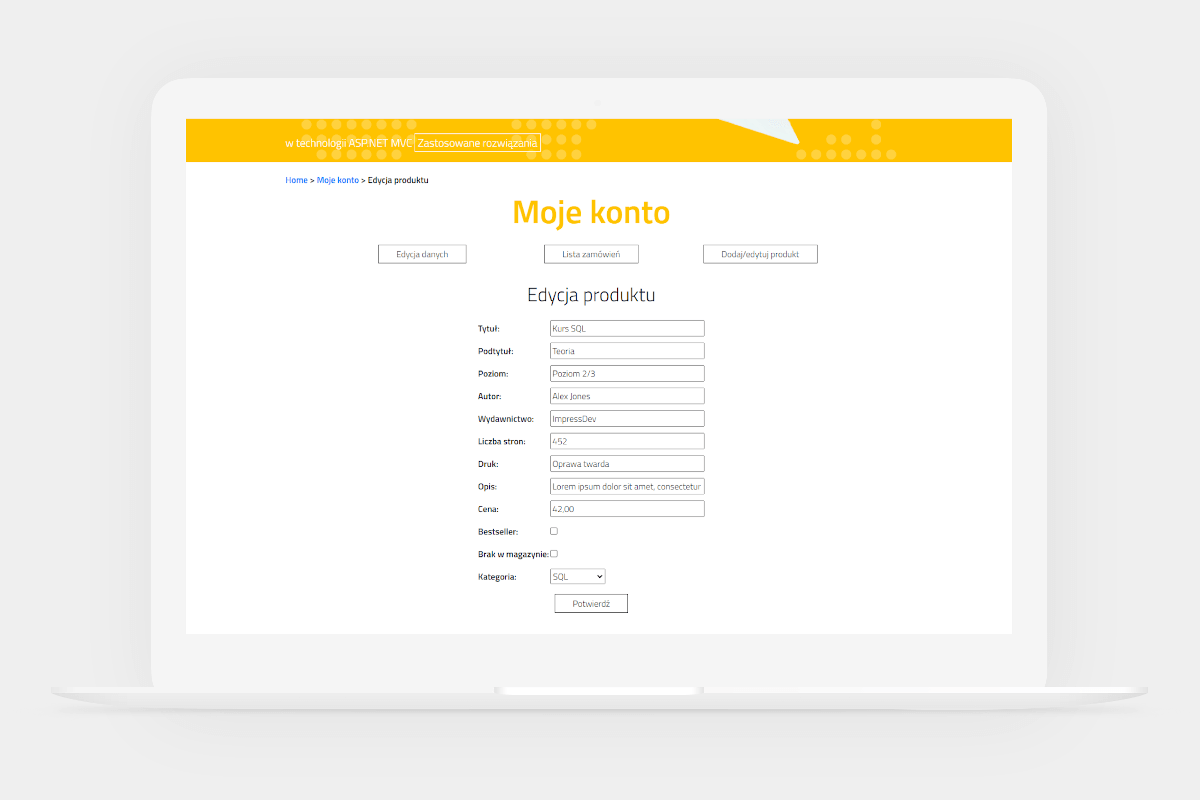 w technologii ASP.NET MVC Zastosowane rozwiązania
Home > Moje konto > Edycja produktu
Moje konto
Edycja danych Lista zamówień Dodaj/edytuj produkt
Edycja produktu
Tytuł: Kurs SQL
Podtytuł: Teoria
Poziom: Poziom 2/3
Autor: Alex Jones
Wydawnictwo: ImpressDev
Liczba stron: 452
Druk: Oprawa twarda
Opis: Lorem ipsum dolor sit amet, consectetur
Cena: 42,00
Bestseller:
Brak w magazynie:
Kategoria: SQL
Potwierdź